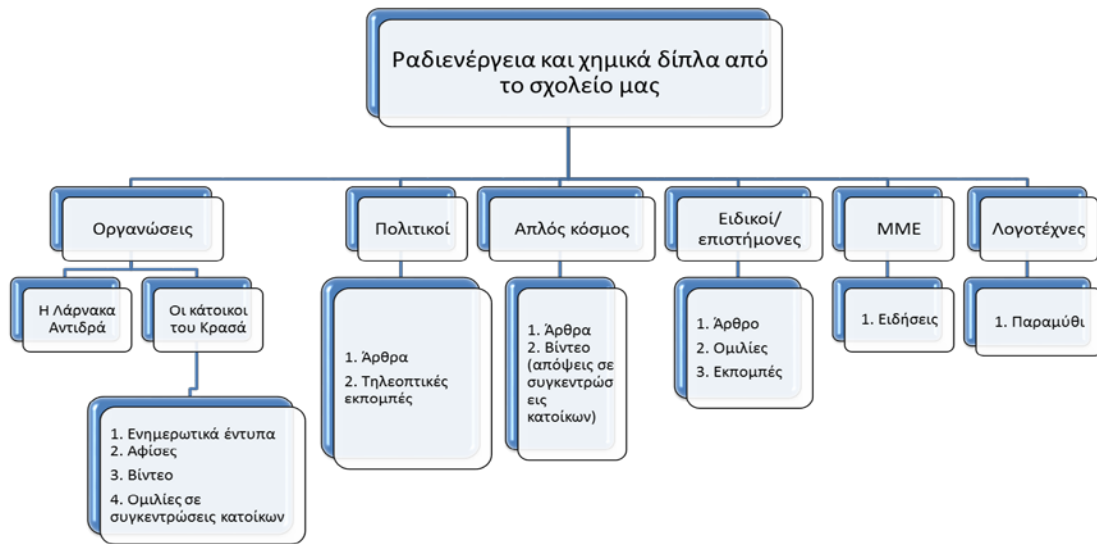 Ραδιενέργεια και χημικά δίπλα από
το σχολείο μας
Οργανώσεις
Πολιτικοί
Απλός κόσμος
Ειδικοί/
επιστήμονες
ΜΜΕ
Λογοτέχνες
Η Λάρνακα
Αντιδρά
Οι κάτοικοι
του Κρασά
1. Ενημερωτικά έντυπα
2. Αφίσες
3. Βίντεο
4. Ομιλίες σε
συγκεντρώσεις κατοίκων
1. Άρθρα
2. Τηλεοπτικές
εκπομπές
1. Άρθρα
2. Βίντεο
(απόψεις σε
συγκεντρώσ
εις
κατοίκων)
1. Άρθρο
2. Ομιλίες
3. Εκπομπές
1. Ειδήσεις
1. Παραμύθι